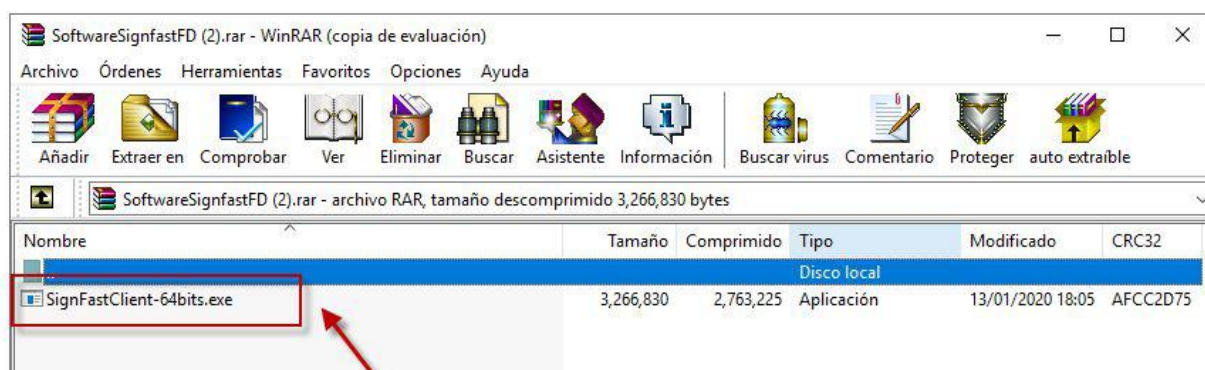 SoftwareSignfastFD (2).rar - WinRAR (copia de evaluación)
Archivo Órdenes Herramientas Favoritos Opciones Ayuda
Añadir Extraer en Comprobar Ver Eliminar Buscar Asistente Información Buscar virus Comentario Proteger auto extraíble
SoftwareSignfastFD (2).rar - archivo RAR, tamaño descomprimido 3,266,830 bytes
Nombre Tamaño Comprimido Tipo Modificado CRC32
.. Disco local
SignFastClient-64bits.exe 3,266,830 2,763,225 Aplicación 13/01/2020 18:05 AFCC2D75